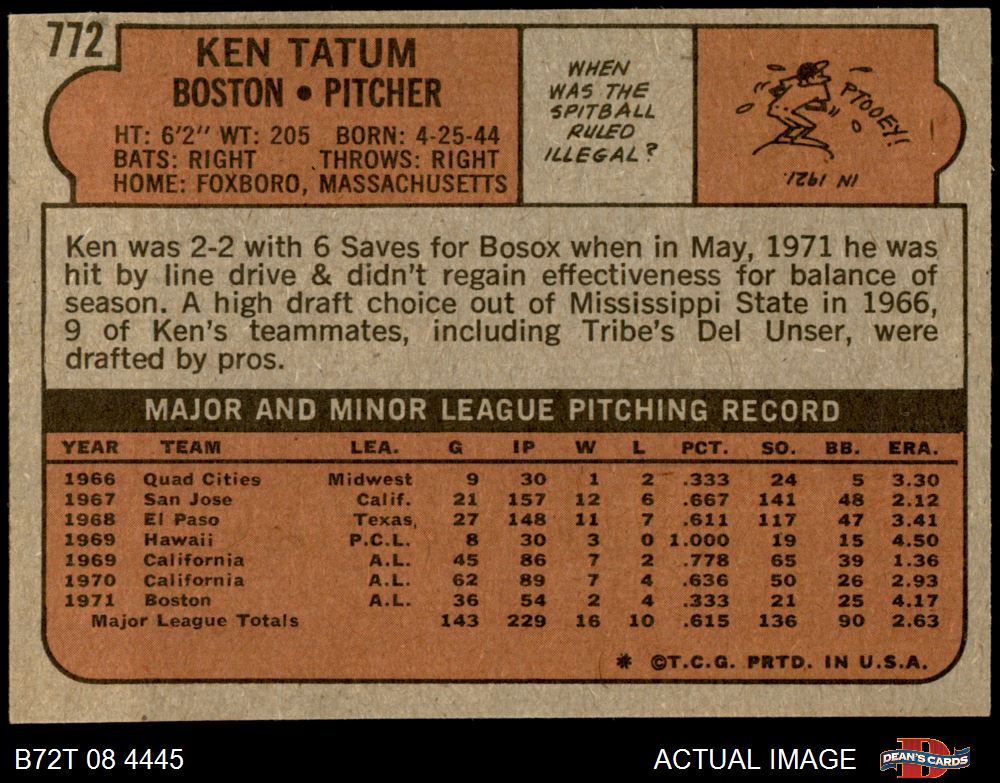 772
KEN TATUM
BOSTON • PITCHER
HT: 6'2" WT: 205 BORN: 4-25-44
BATS: RIGHT THROWS: RIGHT
HOME: FOXBORO, MASSACHUSETTS
WHEN
WAS THE
SPITBALL
RULED
ILLEGAL?
PTOOEY!
IN 1921.
Ken was 2-2 with 6 Saves for Bosox when in May, 1971 he was
hit by line drive & didn't regain effectiveness for balance of
season. A high draft choice out of Mississippi State in 1966,
9 of Ken's teammates, including Tribe's Del Unser, were
drafted by pros.
MAJOR AND MINOR LEAGUE PITCHING RECORD
YEAR TEAM LEA. G IP W L PCT. SO. BB. ERA.
1966 Quad Cities Midwest 9 30 1 2 .333 24 5 3.30
1967 San Jose Calif. 21 157 12 6 .667 141 48 2.12
1968 El Paso Texas 27 148 11 7 .611 117 47 3.41
1969 Hawaii P.C.L. 8 30 3 0 1.000 19 15 4.50
1969 California A.L. 45 86 7 2 .778 65 39 1.36
1970 California A.L. 62 89 7 4 .636 50 26 2.93
1971 Boston A.L. 36 54 2 4 .333 21 25 4.17
Major League Totals 143 229 16 10 .615 136 90 2.63
* ©T.C.G. PRTD. IN U.S.A.
B72T 08 4445 ACTUAL IMAGE DEAN'S CARDS